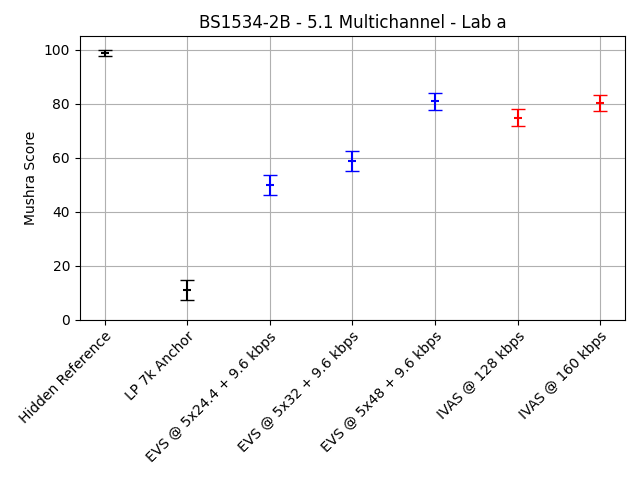 BS1534-2B - 5.1 Multichannel - Lab a
Mushra Score
100
80
60
40
20
0
Hidden Reference
LP 7k Anchor
EVS @ 5x24.4 + 9.6 kbps
EVS @ 5x32 + 9.6 kbps
EVS @ 5x48 + 9.6 kbps
IVAS @ 128 kbps
IVAS @ 160 kbps